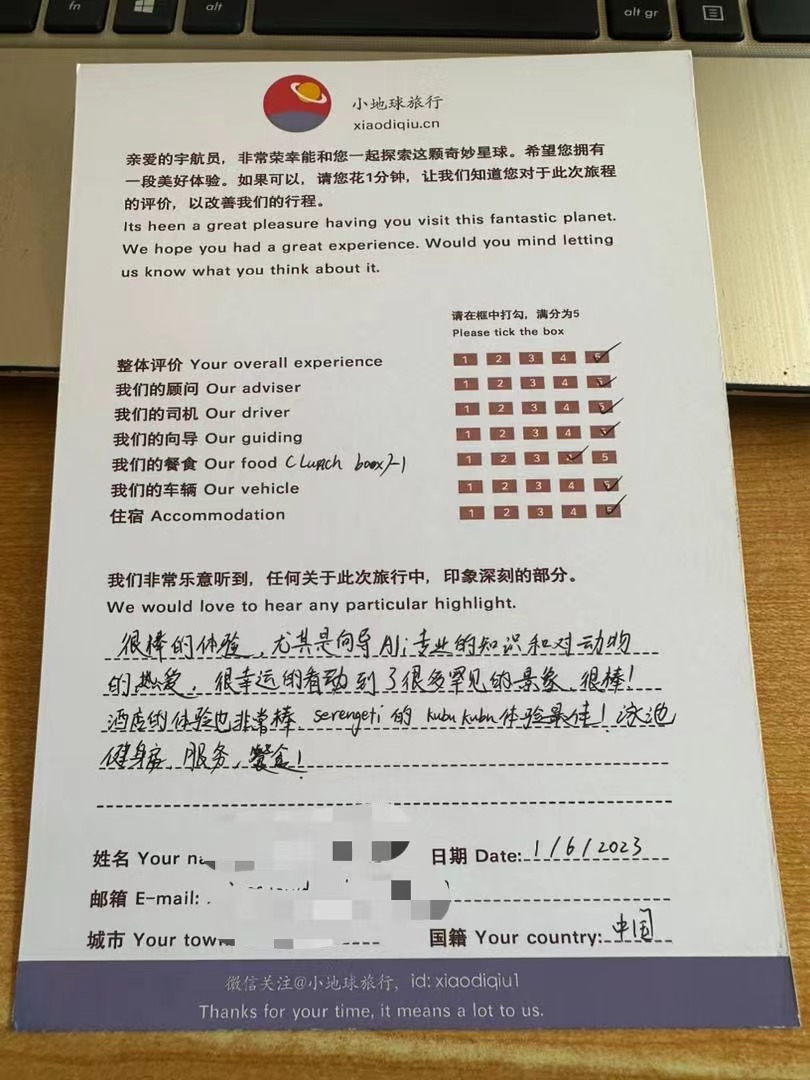 fn
alt
alt gr
小地球旅行
xiaodiqiu.cn
亲爱的宇航员，非常荣幸能和您一起探索这颗奇妙星球。希望您拥有
一段美好体验。如果可以，请您花1分钟，让我们知道您对于此次旅程
的评价，以改善我们的行程。
Its heen a great pleasure having you visit this fantastic planet.
We hope you had a great experience. Would you mind letting
us know what you think about it.
请在框中打勾，满分为5
Please tick the box
整体评价 Your overall experience 1 2 3 4 5
我们的顾问 Our adviser 1 2 3 4 5
我们的司机 Our driver 1 2 3 4 5
我们的向导 Our guiding 1 2 3 4 5
我们的餐食 Our food (Lunch boox)-1 1 2 3 4 5
我们的车辆 Our vehicle 1 2 3 4 5
住宿 Accommodation 1 2 3 4 5
我们非常乐意听到，任何关于此次旅行中，印象深刻的部分。
We would love to hear any particular highlight.
很棒的体验，尤其是向导Al；专业的知识和对动物
的热爱，很幸运的看到了很多罕见的景象，很棒！
酒店的体验也非常棒，serengeti 的 kubu kubu 体验最佳！泳池
健身房，服务，餐食！
姓名 Your
日期 Date: 1/6/2023
邮箱 E-mail:
城市 Your town
国籍 Your country: 中国
微信关注@小地球旅行，id: xiaodiqiu1
Thanks for your time, it means a lot to us.